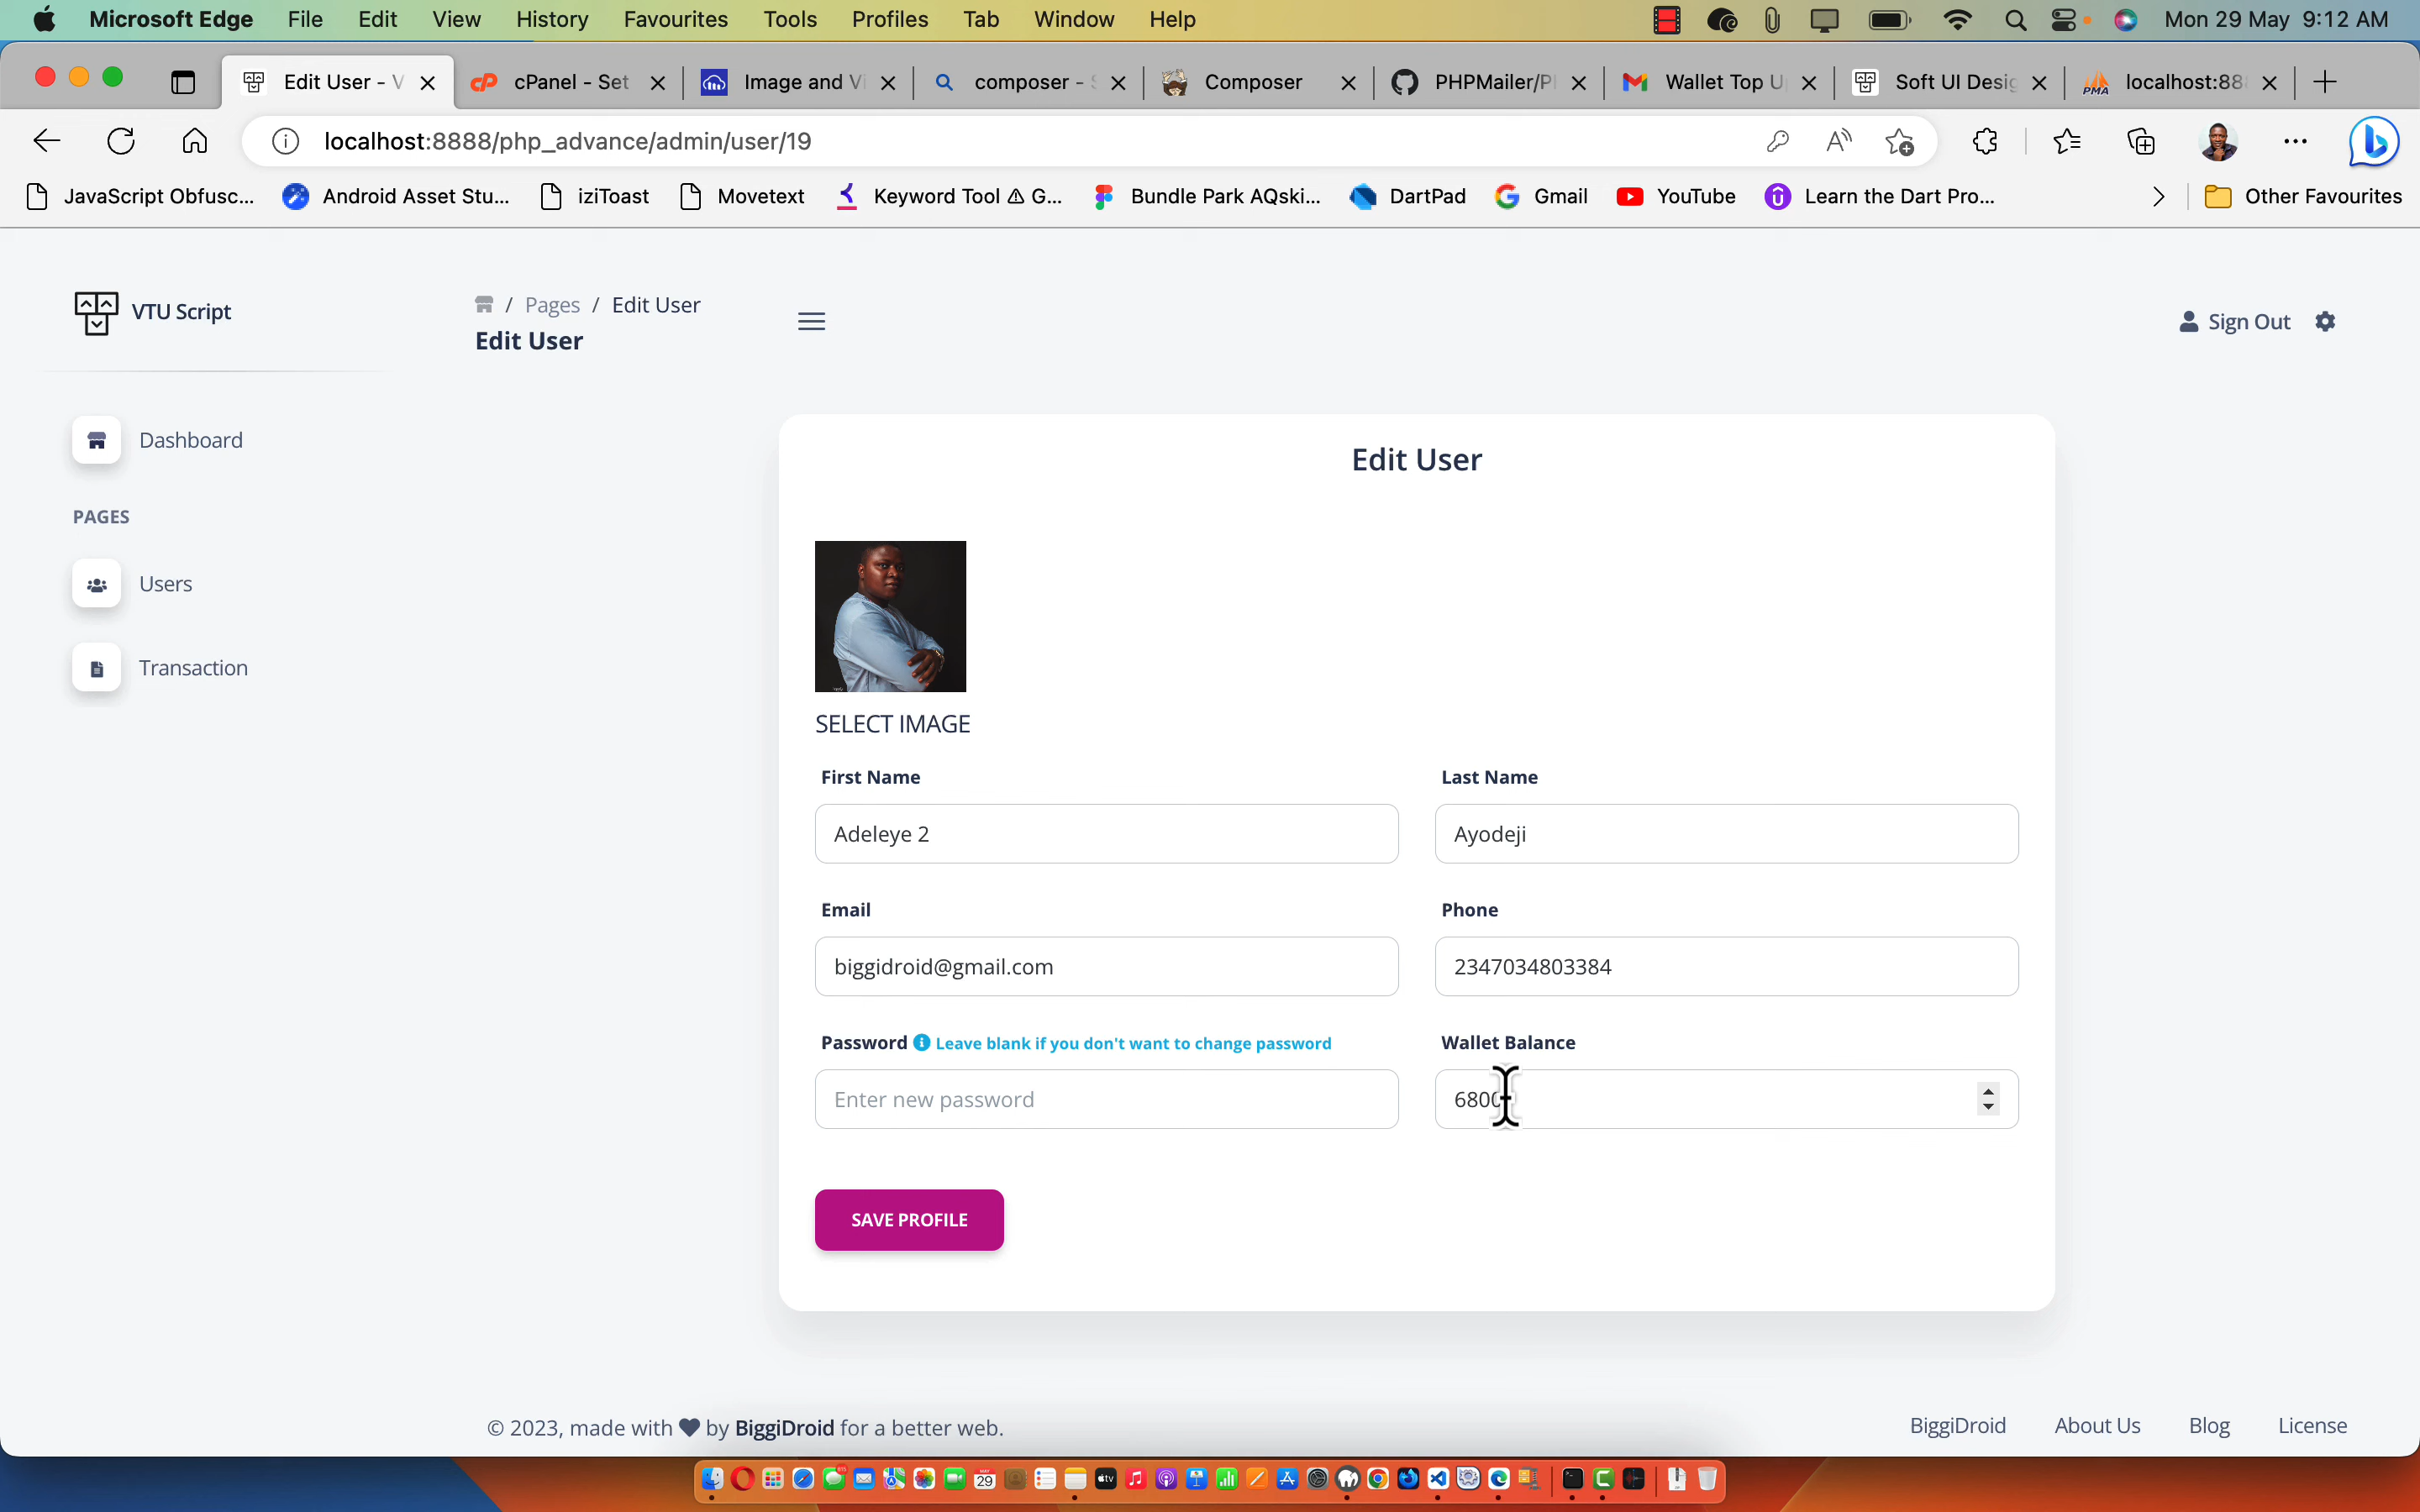 Microsoft Edge File Edit View History Favourites Tools Profiles Tab Window Help Mon 29 May 9:12 AM
Edit User - V cPanel - Set Image and Vi composer - S Composer PHPMailer/P Wallet Top U Soft UI Desig PMA localhost:88
localhost:8888/php_advance/admin/user/19
JavaScript Obfusc... Android Asset Stu... iziToast Movetext Keyword Tool ⚠ G... Bundle Park AQski... DartPad Gmail YouTube Learn the Dart Pro... Other Favourites
VTU Script
/ Pages / Edit User
Edit User
Sign Out
Dashboard
PAGES
Users
Transaction
Edit User
SELECT IMAGE
First Name Last Name
Adeleye 2 Ayodeji
Email Phone
biggidroid@gmail.com 2347034803384
Password Leave blank if you don't want to change password Wallet Balance
Enter new password 6800
SAVE PROFILE
© 2023, made with ♥ by BiggiDroid for a better web.
BiggiDroid About Us Blog License
29